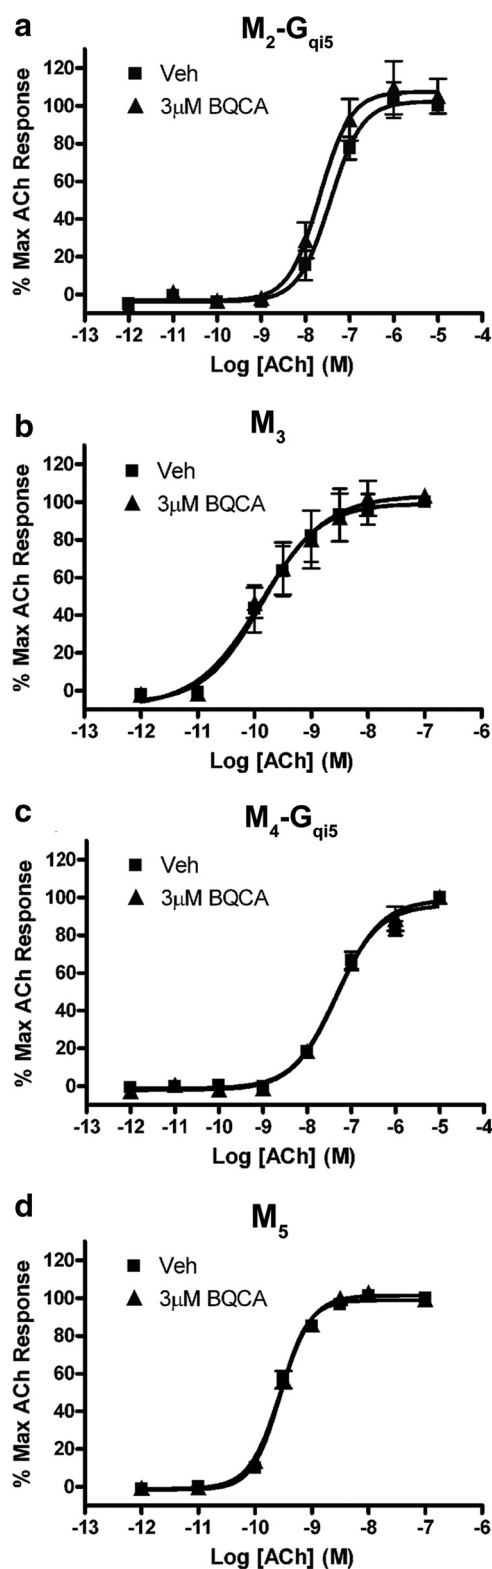 a
M2-Gqi5
Veh
3μM BQCA
% Max ACh Response
120
100
80
60
40
20
0
-13 -12 -11 -10 -9 -8 -7 -6 -5 -4
Log [ACh] (M)
b
M3
Veh
3μM BQCA
% Max ACh Response
120
100
80
60
40
20
0
-13 -12 -11 -10 -9 -8 -7 -6
Log [ACh] (M)
c
M4-Gqi5
Veh
3μM BQCA
% Max ACh Response
120
100
80
60
40
20
0
-13 -12 -11 -10 -9 -8 -7 -6 -5 -4
Log [ACh] (M)
d
M5
Veh
3μM BQCA
% Max ACh Response
120
100
80
60
40
20
0
-13 -12 -11 -10 -9 -8 -7 -6
Log [ACh] (M)